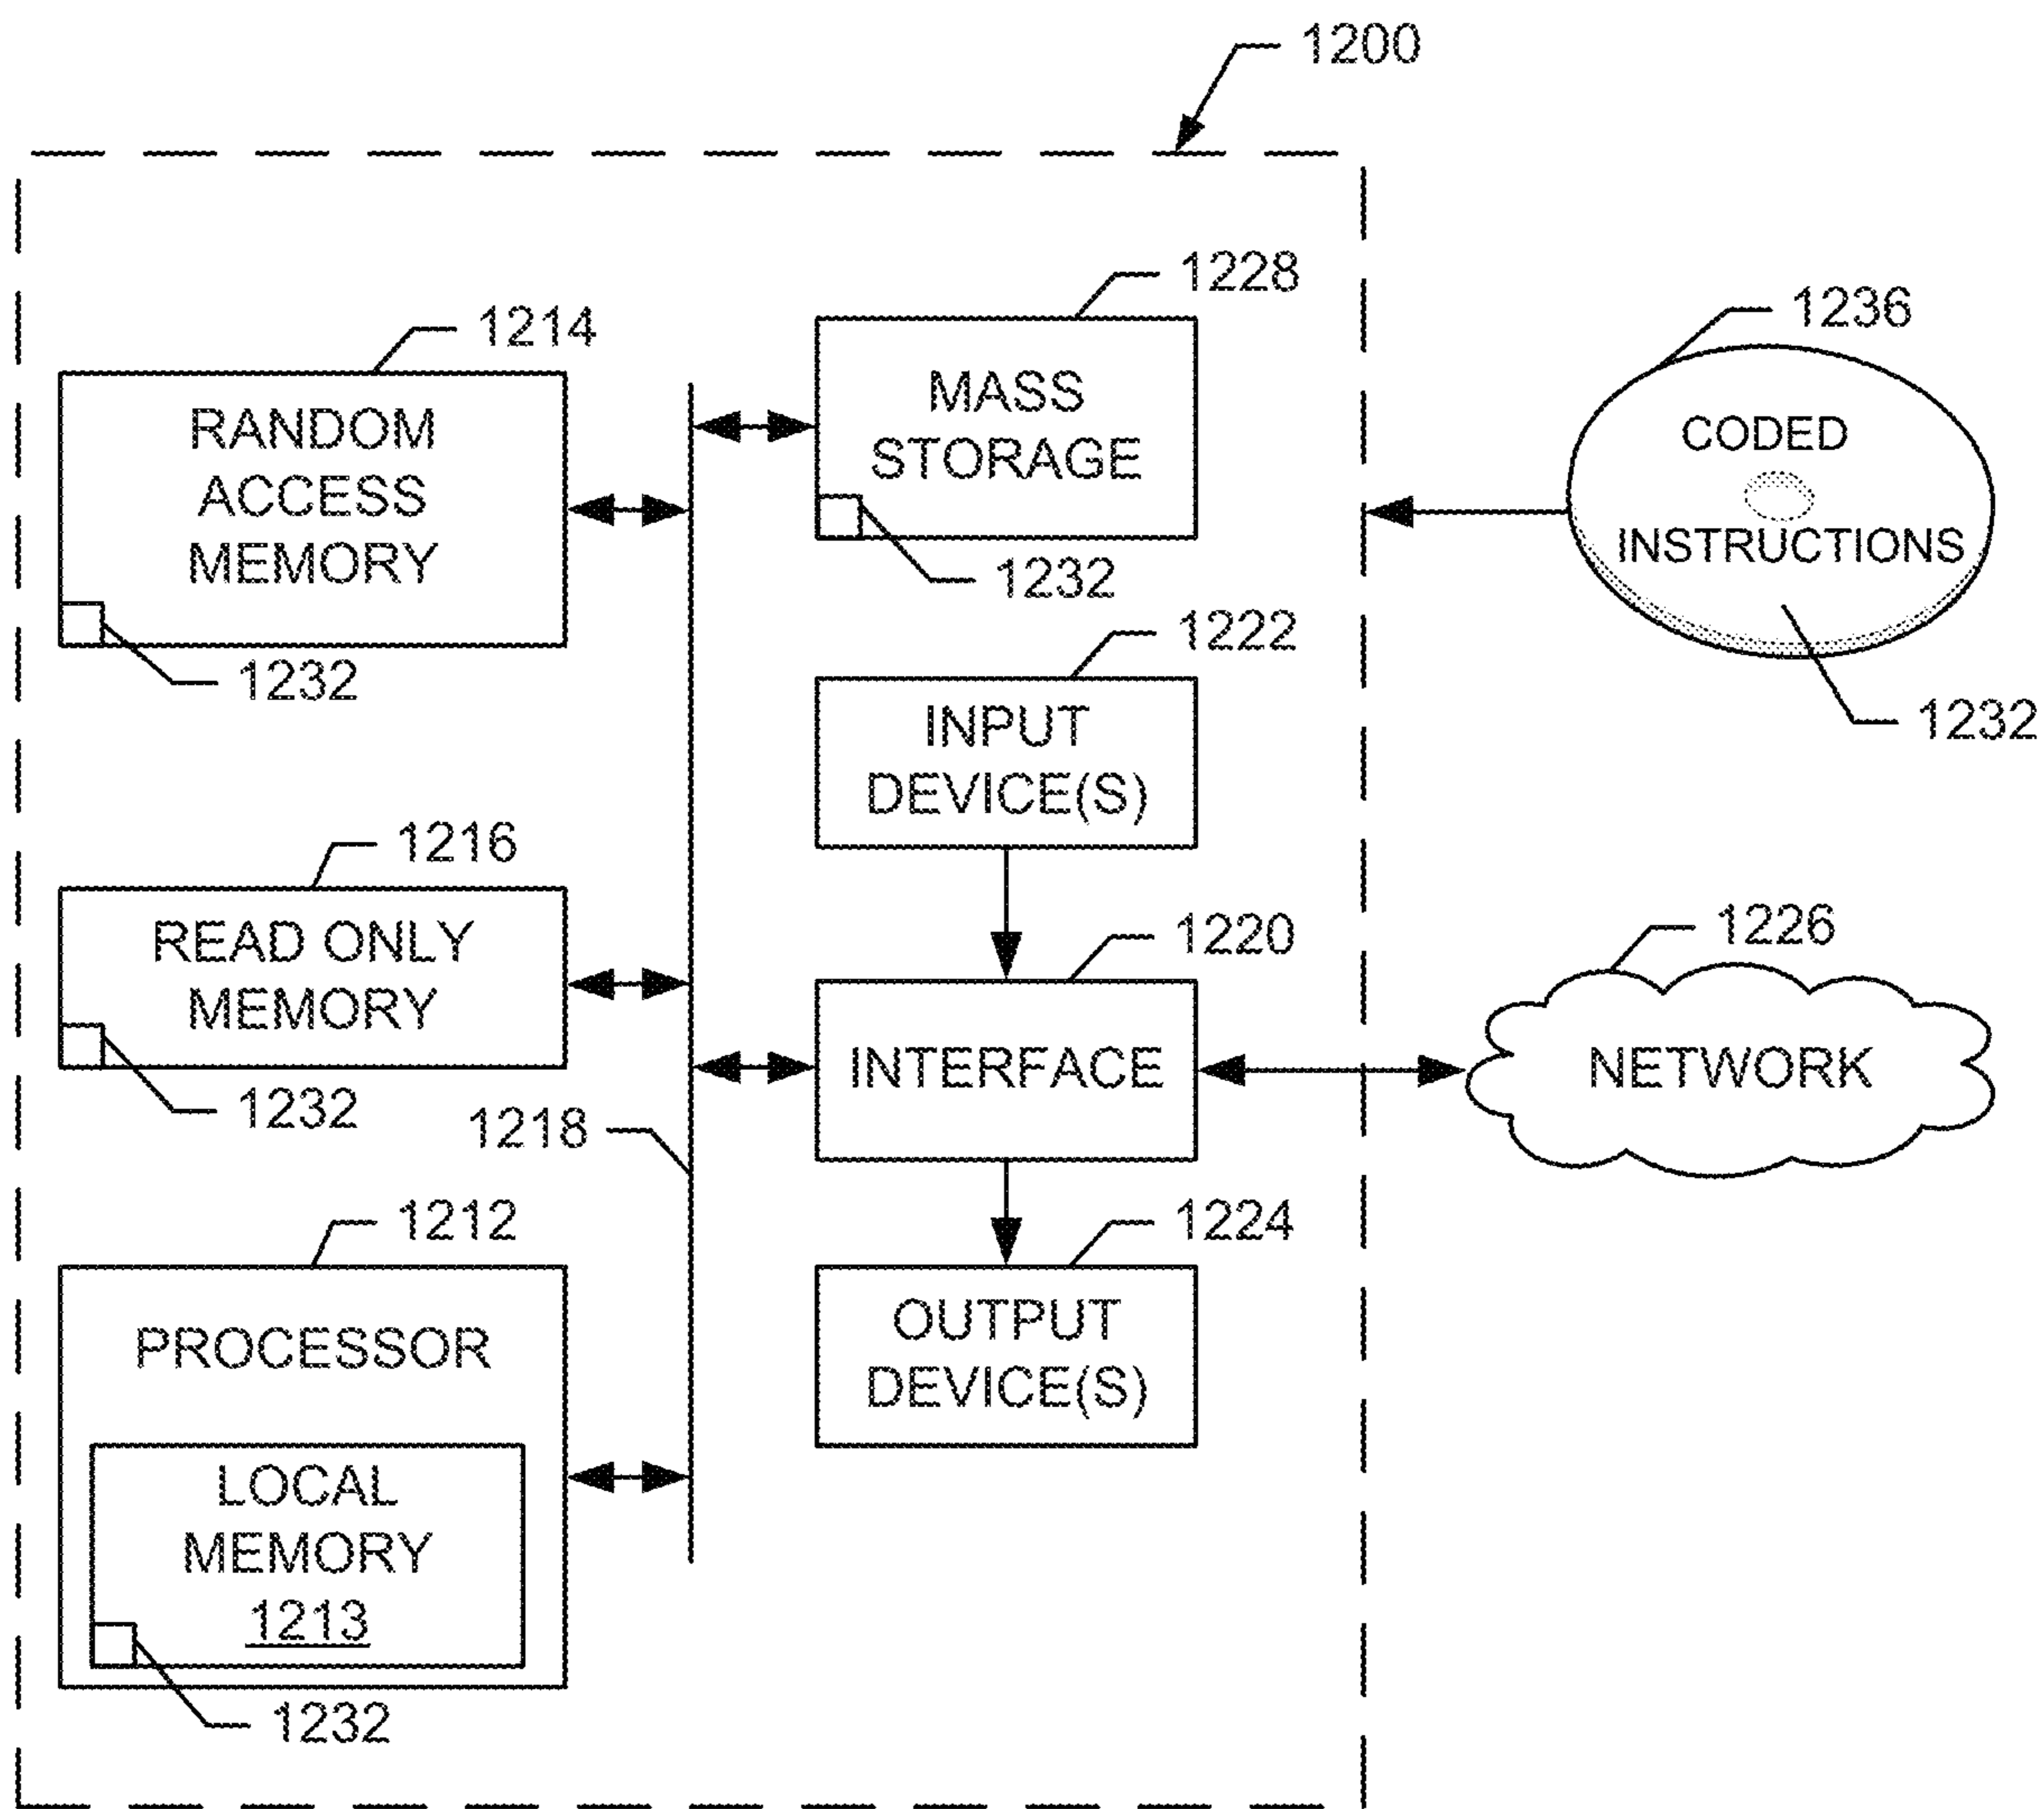 1200
1228
1214
MASS
STORAGE
1232
RANDOM
ACCESS
MEMORY
1232
1236
CODED
INSTRUCTIONS
1232
1222
INPUT
DEVICE(S)
1216
READ ONLY
MEMORY
1232
1220
INTERFACE
1226
NETWORK
1218
1212
PROCESSOR
LOCAL
MEMORY
1213
1232
1224
OUTPUT
DEVICE(S)